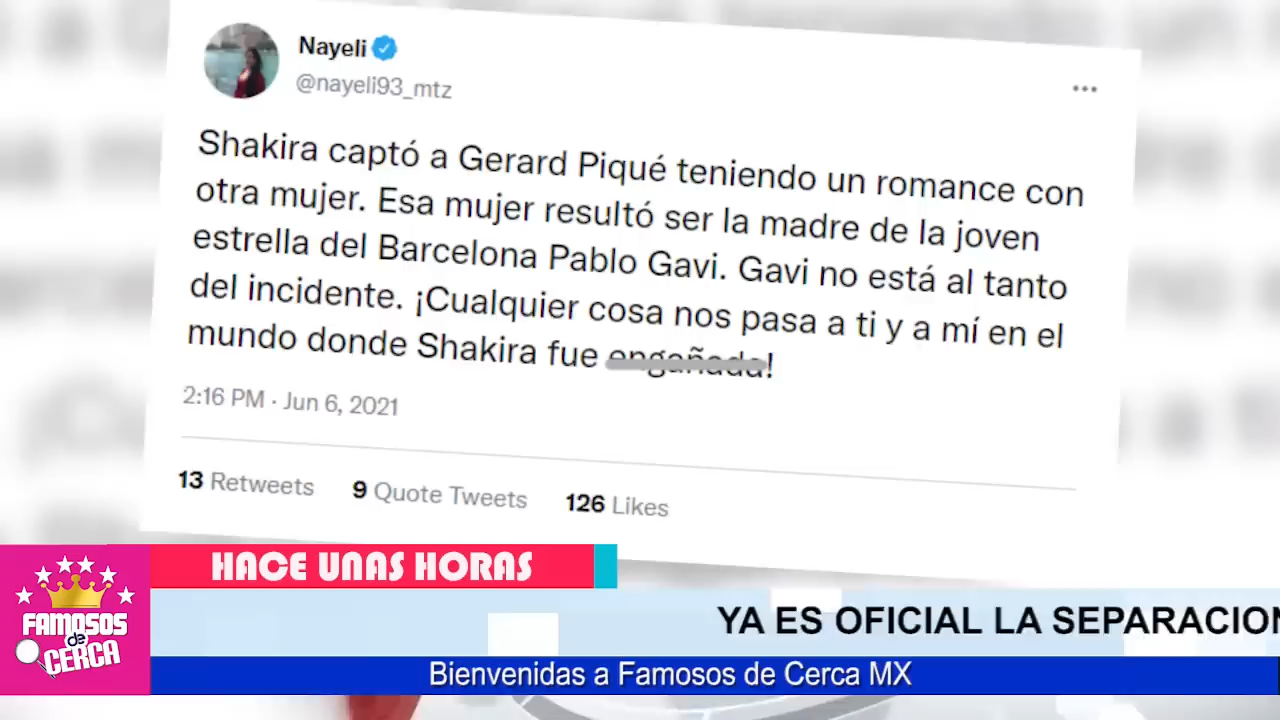 Nayeli
@nayeli93_mtz
Shakira captó a Gerard Piqué teniendo un romance con
otra mujer. Esa mujer resultó ser la madre de la joven
estrella del Barcelona Pablo Gavi. Gavi no está al tanto
del incidente. ¡Cualquier cosa nos pasa a ti y a mí en el
mundo donde Shakira fue engañada!
2:16 PM · Jun 6, 2021
13 Retweets 9 Quote Tweets 126 Likes
HACE UNAS HORAS
FAMOSOS
de
CERCA
YA ES OFICIAL LA SEPARACION
Bienvenidas a Famosos de Cerca MX